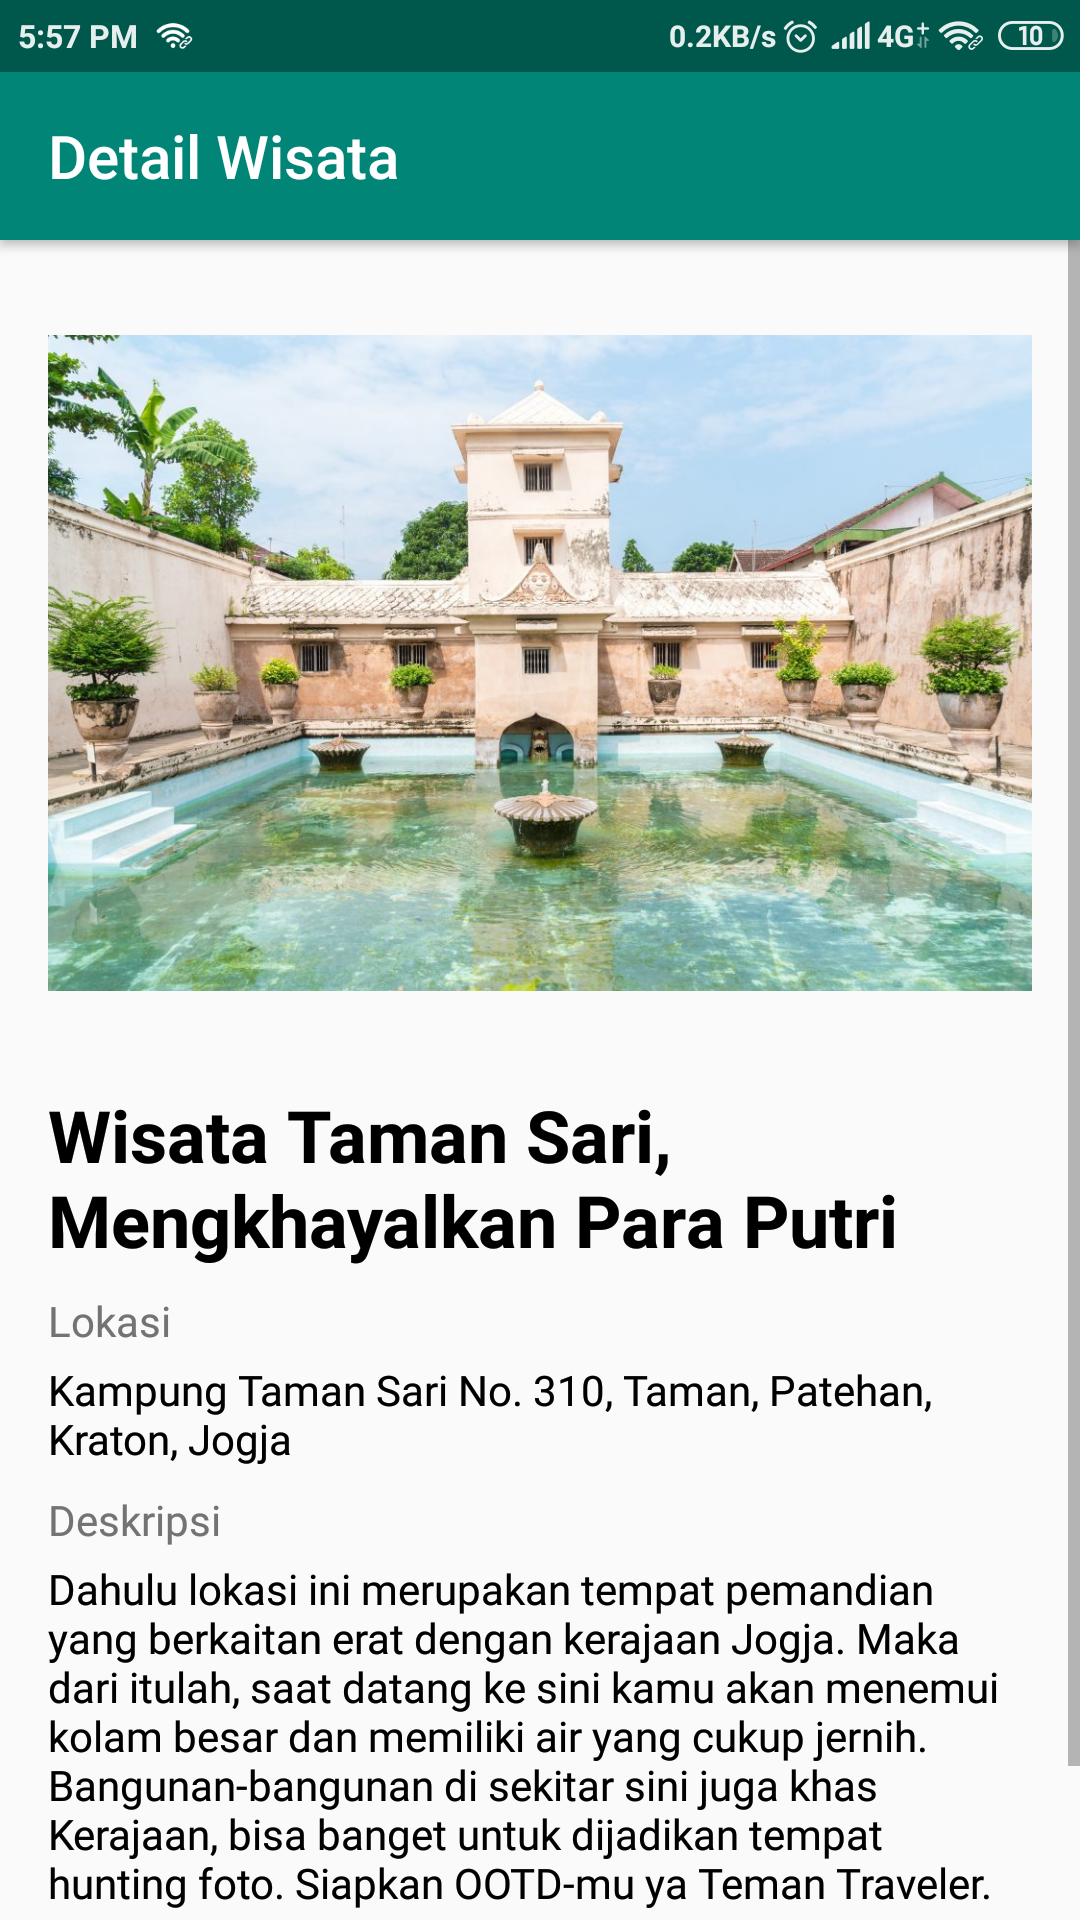 5:57 PM 0.2KB/s 4G+ 10
Detail Wisata
Wisata Taman Sari,
Mengkhayalkan Para Putri
Lokasi
Kampung Taman Sari No. 310, Taman, Patehan,
Kraton, Jogja
Deskripsi
Dahulu lokasi ini merupakan tempat pemandian
yang berkaitan erat dengan kerajaan Jogja. Maka
dari itulah, saat datang ke sini kamu akan menemui
kolam besar dan memiliki air yang cukup jernih.
Bangunan-bangunan di sekitar sini juga khas
Kerajaan, bisa banget untuk dijadikan tempat
hunting foto. Siapkan OOTD-mu ya Teman Traveler.